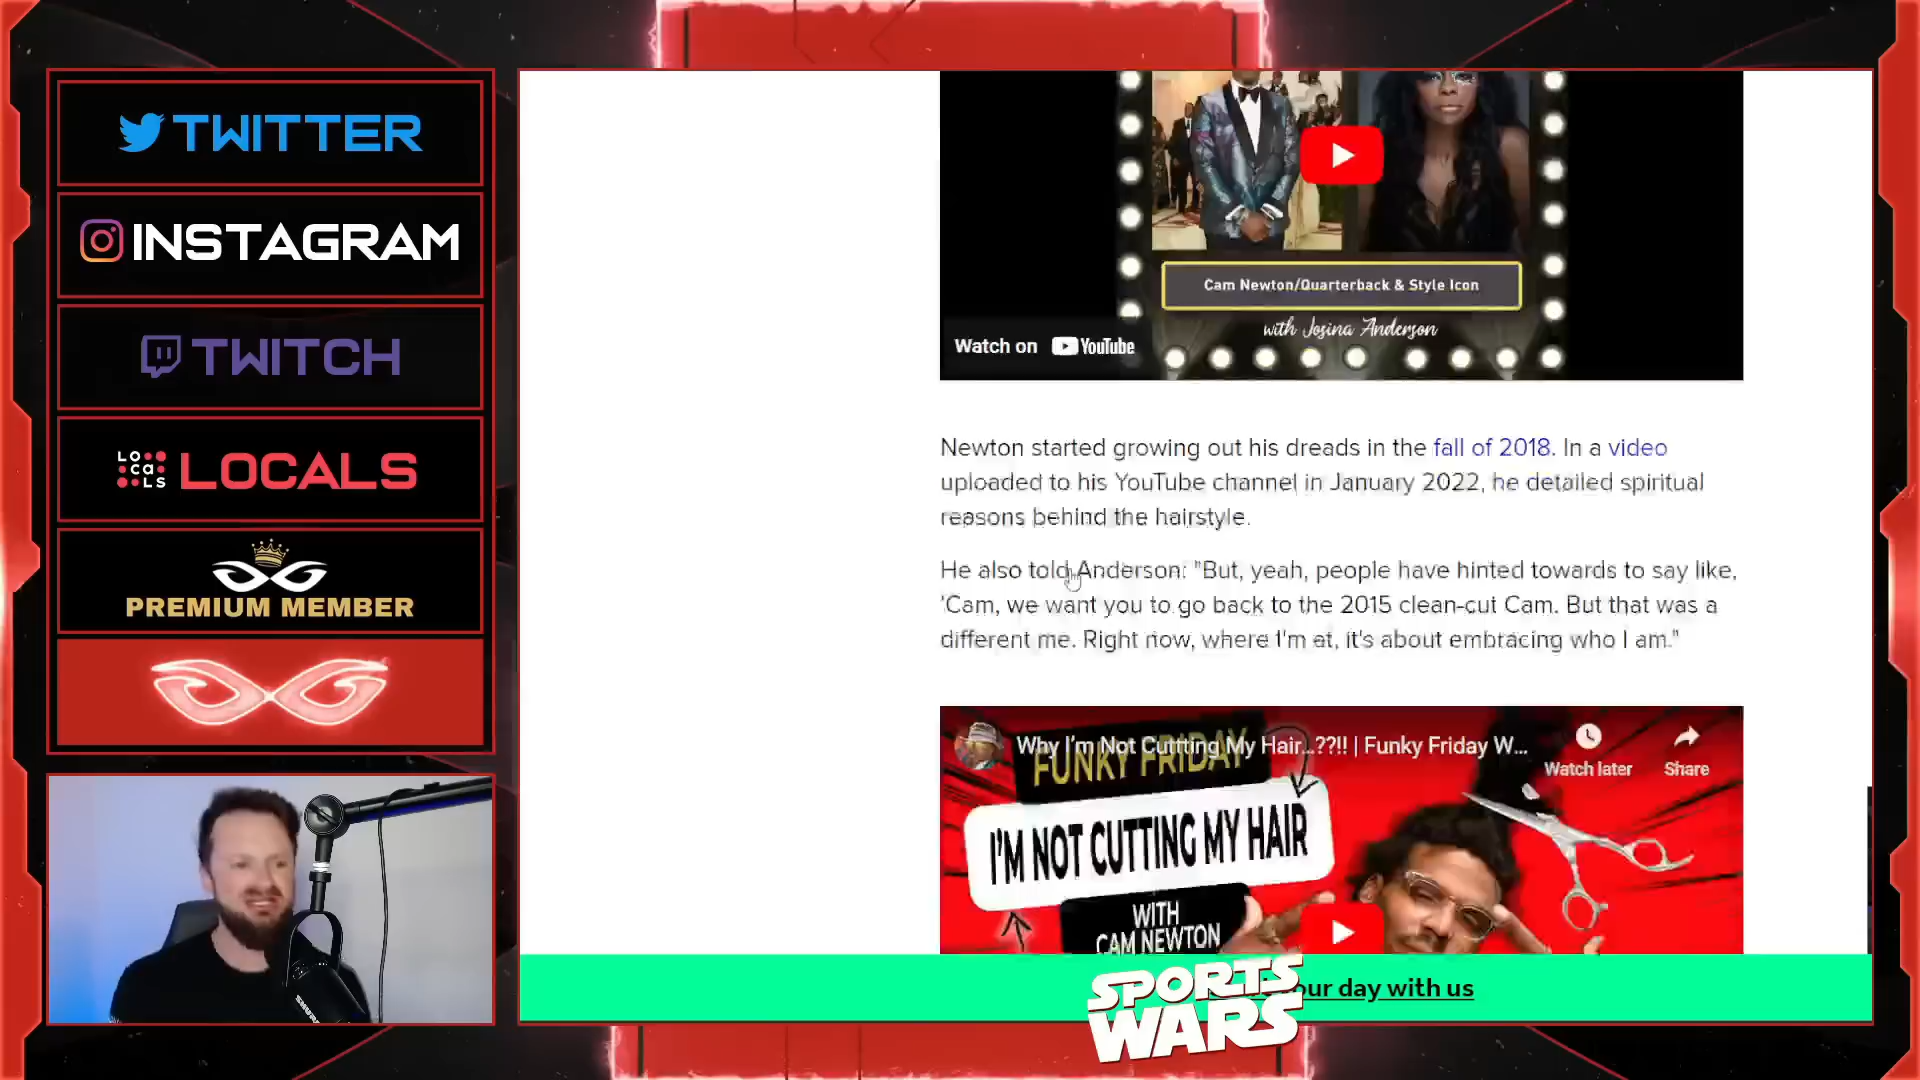 TWITTER
INSTAGRAM
TWITCH
LOCALS
LOCALS
PREMIUM MEMBER
Cam Newton/Quarterback & Style Icon
with Josina Anderson
Watch on YouTube
Newton started growing out his dreads in the fall of 2018. In a video
uploaded to his YouTube channel in January 2022, he detailed spiritual
reasons behind the hairstyle.
He also told Anderson: "But, yeah, people have hinted towards to say like,
'Cam, we want you to go back to the 2015 clean-cut Cam. But that was a
different me. Right now, where I'm at, it's about embracing who I am."
Why I'm Not Cuttting My Hair...??!! | Funky Friday W...
Watch later
Share
FUNKY FRIDAY
I'M NOT CUTTING MY HAIR
WITH
CAM NEWTON
our day with us
SPORTS
WARS
SHURE